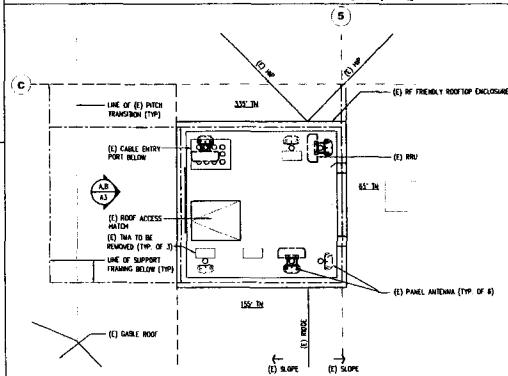 5
C
(E) HIP
(E) HIP
LINE OF (E) PITCH
TRANSITION (TYP)
335° TN
(E) RF FRIENDLY ROOFTOP ENCLOSURE
(E) CABLE ENTRY
PORT BELOW
(E) RRU
65° TN
A,B
A3
(E) ROOF ACCESS
HATCH
(E) TMA TO BE
REMOVED (TYP. OF 3)
LINE OF SUPPORT
FRAMING BELOW (TYP)
155° TN
(E) PANEL ANTENNA (TYP. OF 6)
(E) RIDGE
(E) GABLE ROOF
(E) SLOPE
(E) SLOPE